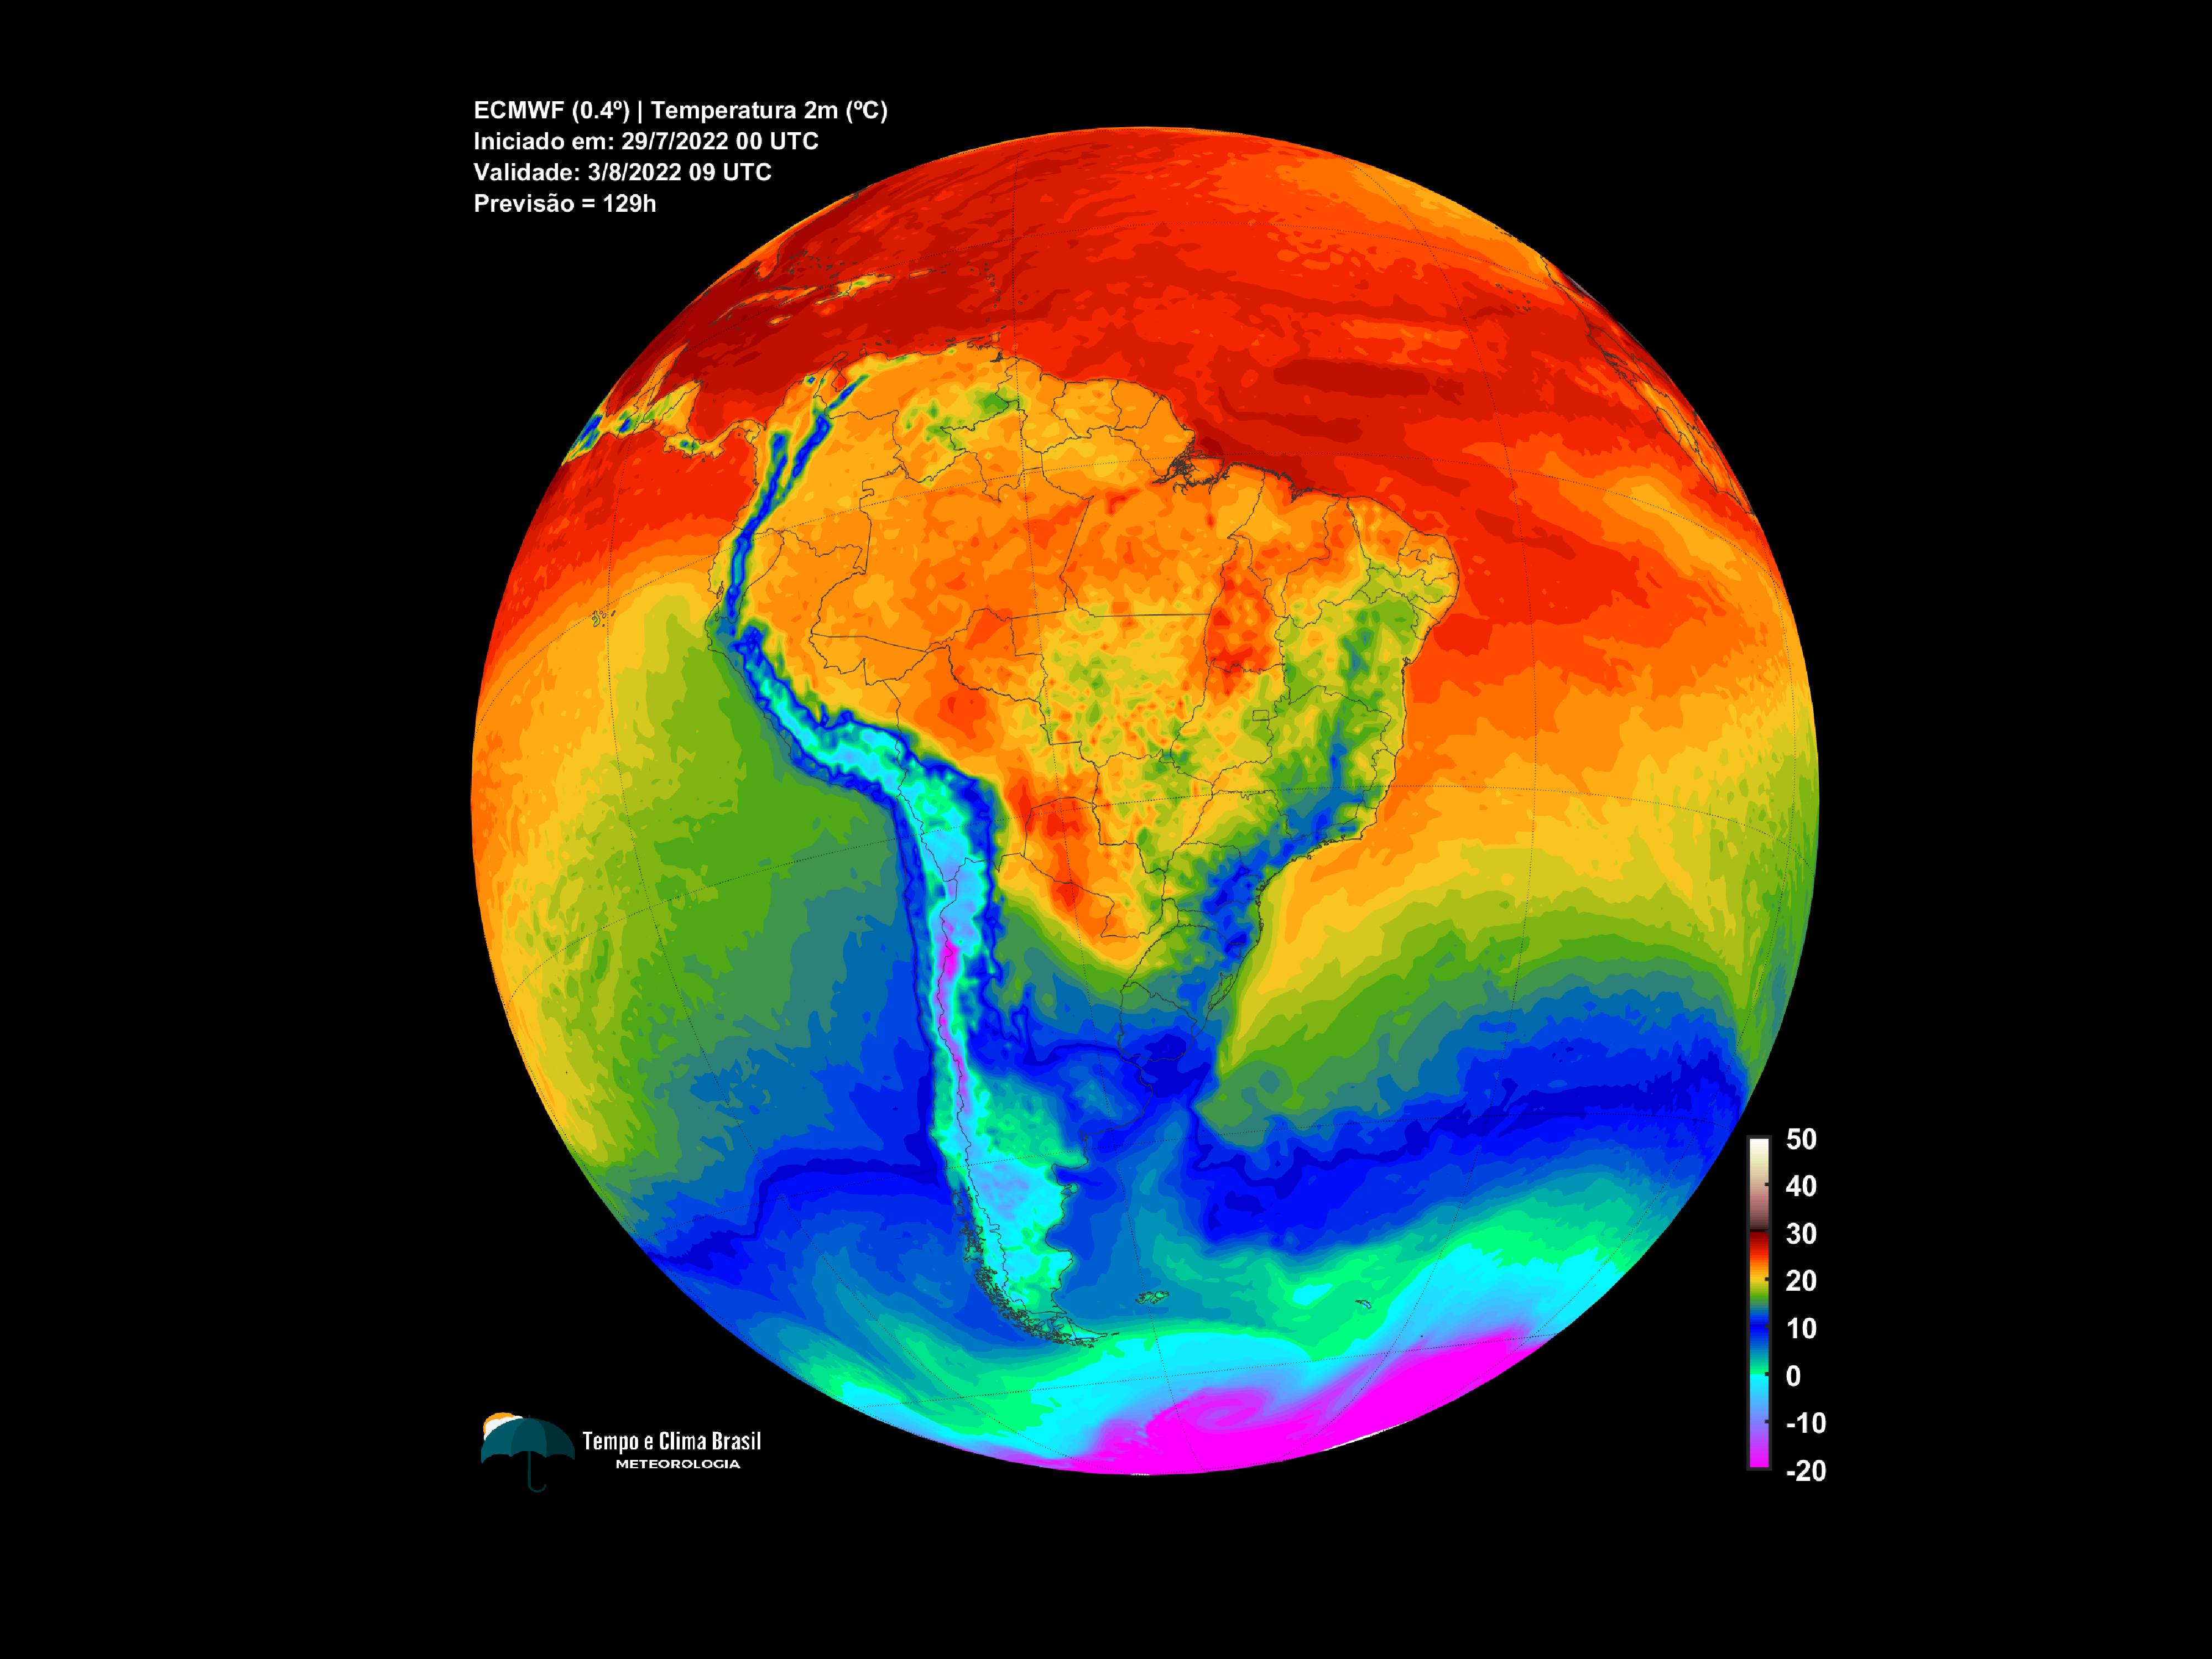 ECMWF (0.4º) | Temperatura 2m (ºC)
Iniciado em: 29/7/2022 00 UTC
Validade: 3/8/2022 09 UTC
Previsão = 129h
50
40
30
20
10
0
-10
-20
Tempo e Clima Brasil
METEOROLOGIA